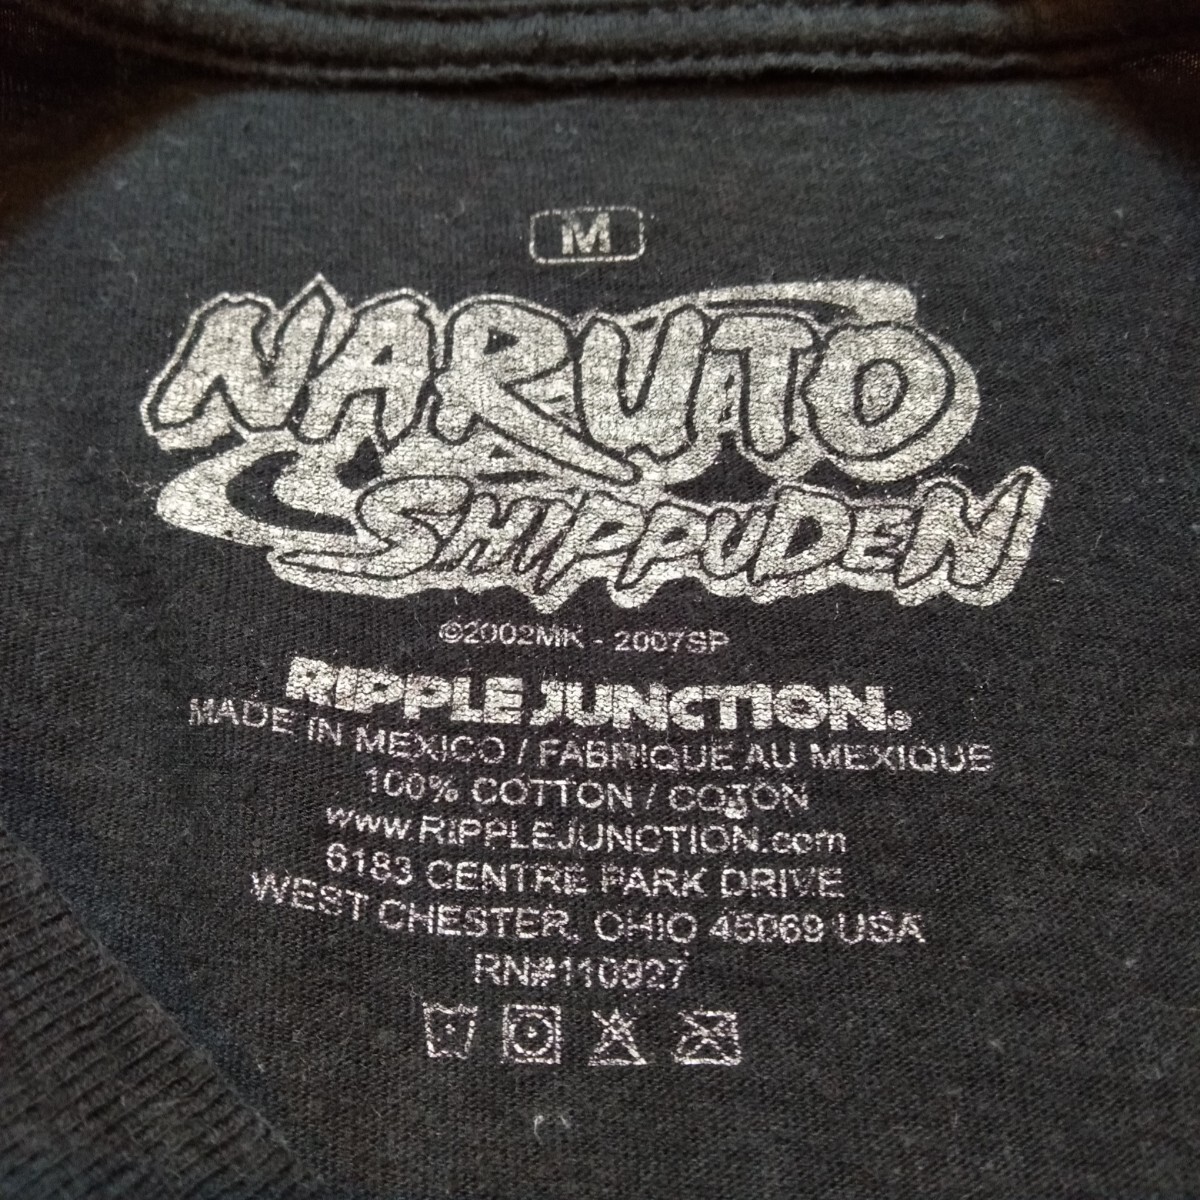 M
NARUTO
SHIPPUDEN
©2002MK - 2007SP
RIPPLE JUNCTION®
MADE IN MEXICO / FABRIQUE AU MEXIQUE
100% COTTON / COTON
www.RIPPLEJUNCTION.com
6183 CENTRE PARK DRIVE
WEST CHESTER, OHIO 45069 USA
RN#110927